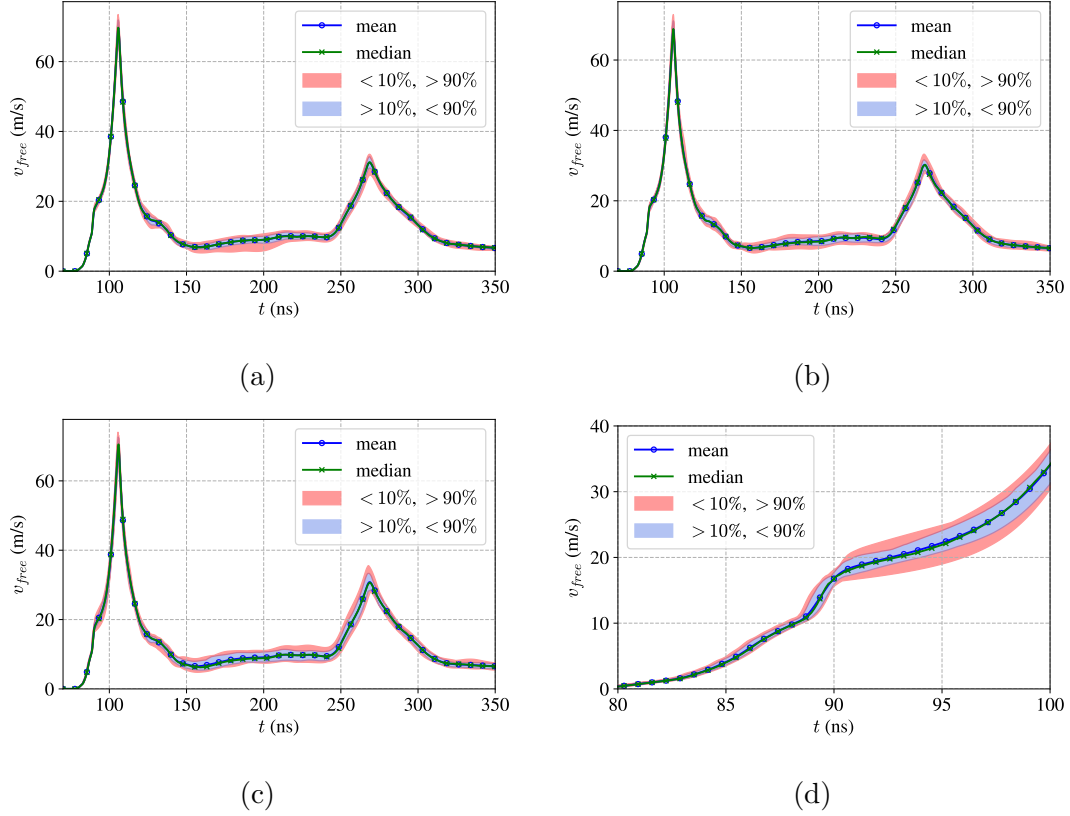 60
40
20
0
v_free (m/s)
100 150 200 250 300 350
t (ns)
mean
median
< 10%, > 90%
> 10%, < 90%
(a)
60
40
20
0
v_free (m/s)
100 150 200 250 300 350
t (ns)
mean
median
< 10%, > 90%
> 10%, < 90%
(b)
60
40
20
0
v_free (m/s)
100 150 200 250 300 350
t (ns)
mean
median
< 10%, > 90%
> 10%, < 90%
(c)
40
30
20
10
0
v_free (m/s)
80 85 90 95 100
t (ns)
mean
median
< 10%, > 90%
> 10%, < 90%
(d)